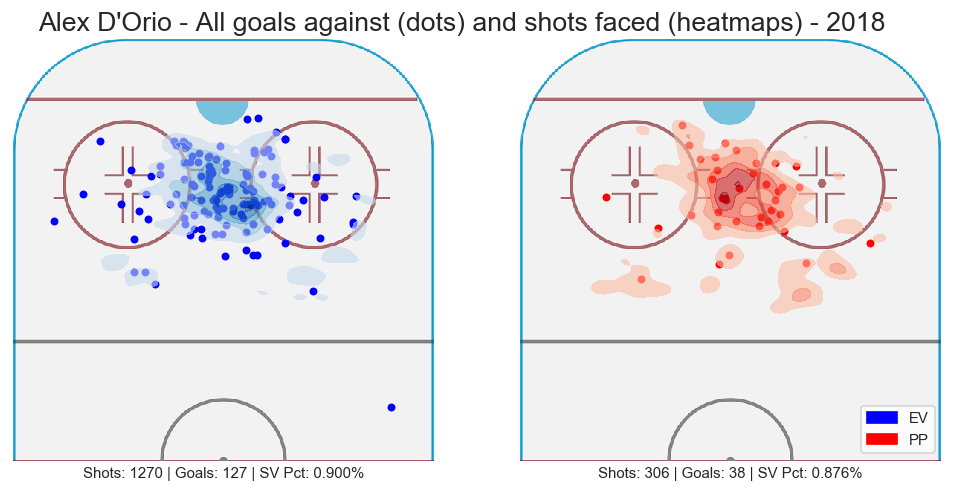 Alex D'Orio - All goals against (dots) and shots faced (heatmaps) - 2018
EV
PP
Shots: 1270 | Goals: 127 | SV Pct: 0.900%
Shots: 306 | Goals: 38 | SV Pct: 0.876%